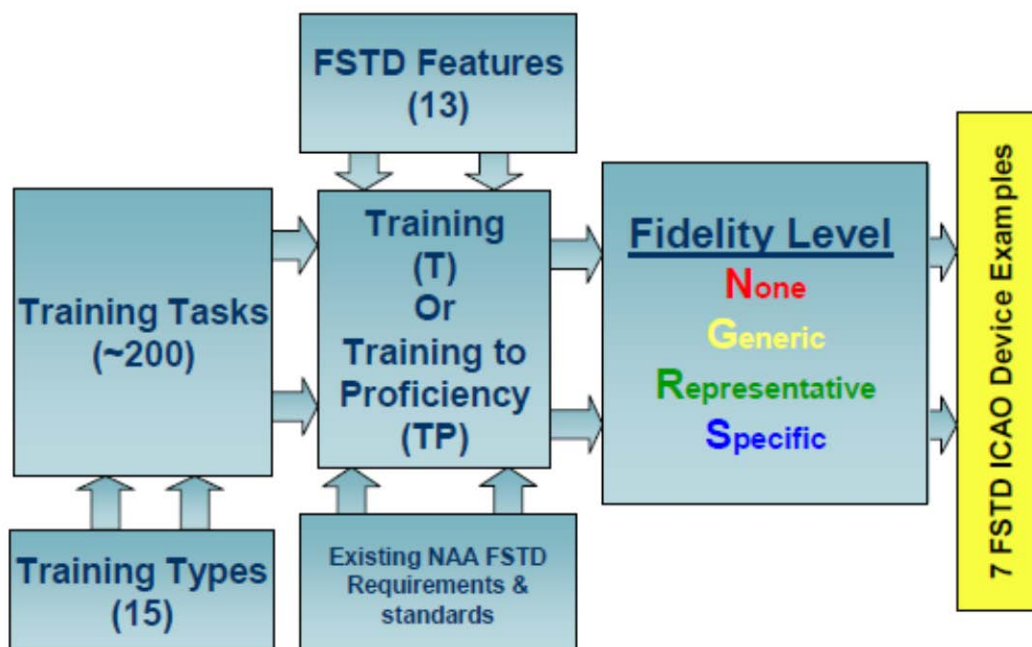 FSTD Features
(13)
Training Tasks
(~200)
Training
(T)
Or
Training to
Proficiency
(TP)
Fidelity Level
None
Generic
Representative
Specific
7 FSTD ICAO Device Examples
Training Types
(15)
Existing NAA FSTD
Requirements &
standards